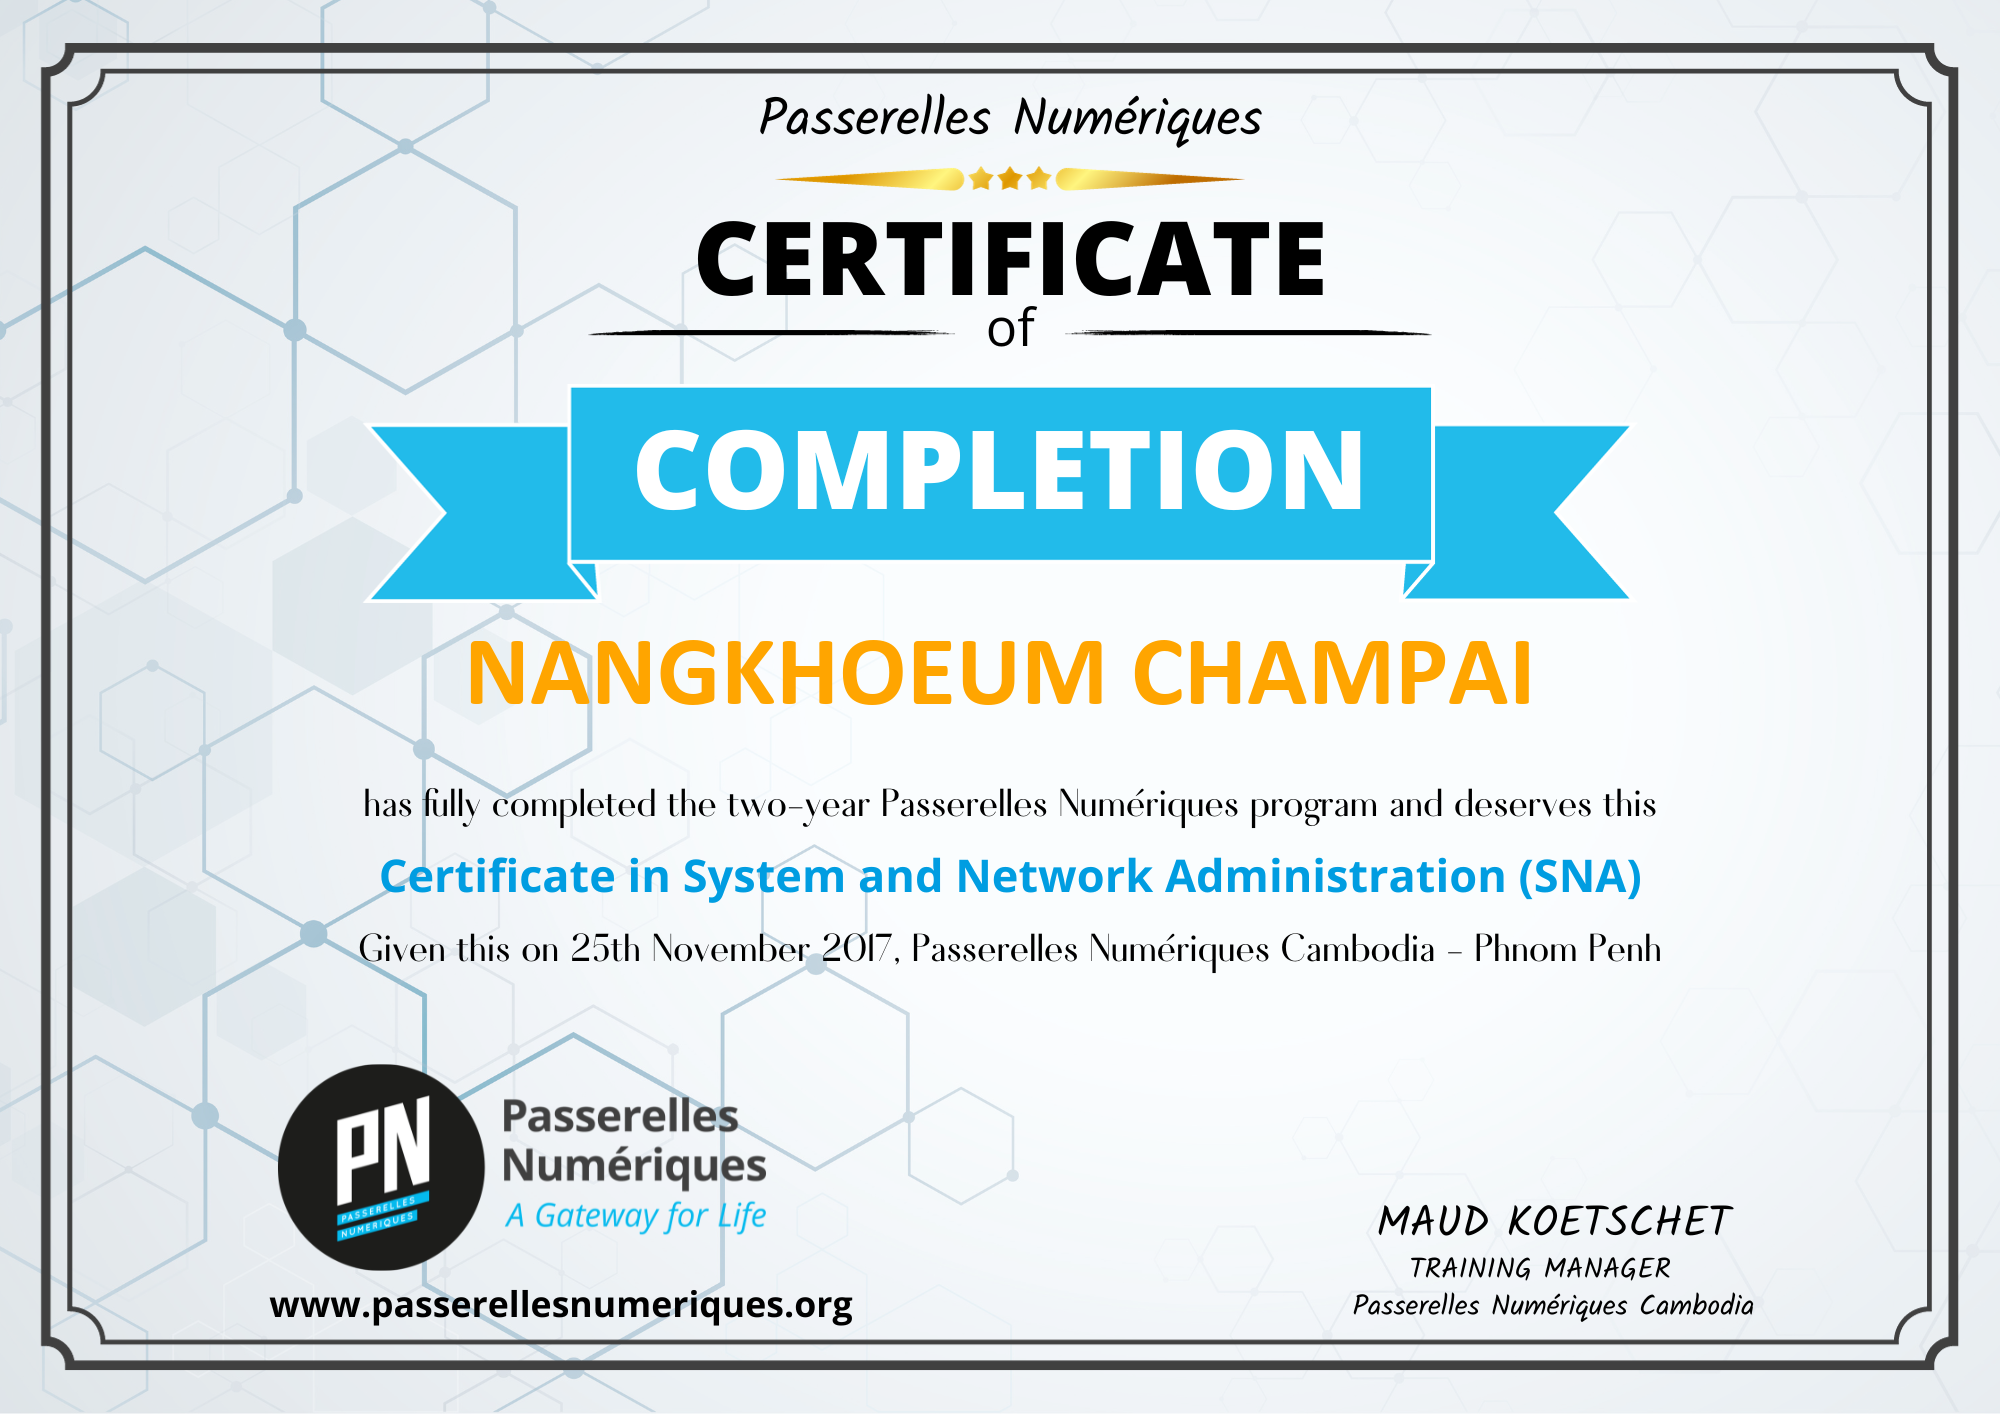 Passerelles Numériques
CERTIFICATE
of
COMPLETION
NANGKHOEUM CHAMPAI
has fully completed the two-year Passerelles Numériques program and deserves this
Certificate in System and Network Administration (SNA)
Given this on 25th November 2017, Passerelles Numériques Cambodia - Phnom Penh
PN
PASSERELLES
NUMERIQUES
Passerelles
Numériques
A Gateway for Life
www.passerellesnumeriques.org
MAUD KOETSCHET
TRAINING MANAGER
Passerelles Numériques Cambodia